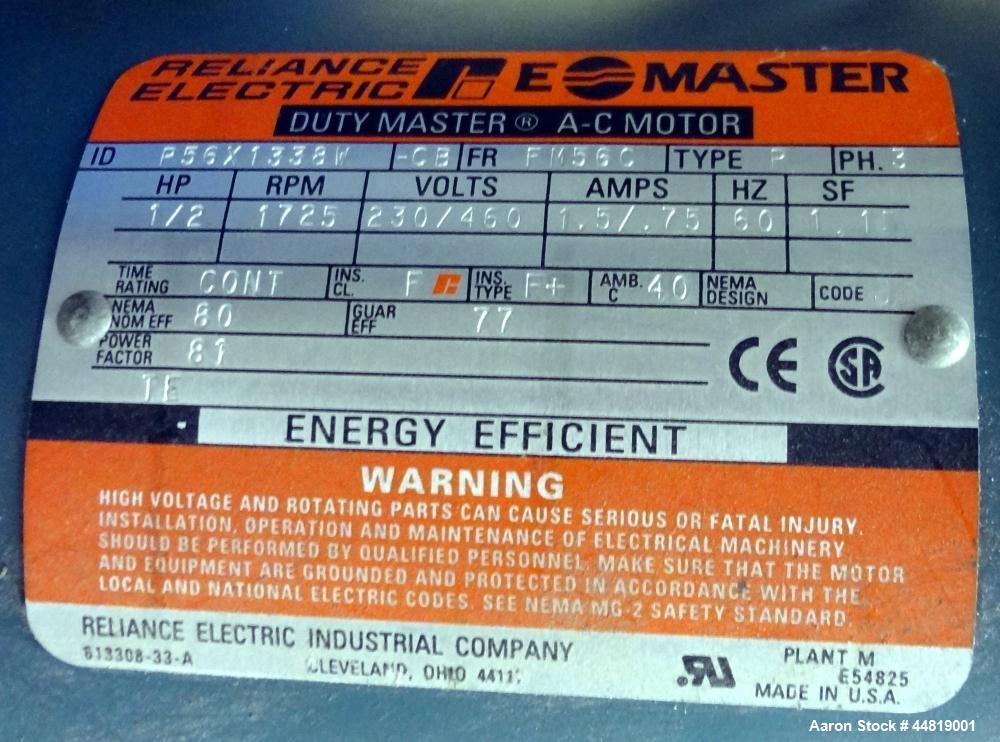 RELIANCE
ELECTRIC E MASTER
DUTY MASTER® A-C MOTOR
ID P56X1338W -CB FR FM56C TYPE P PH. 3
HP RPM VOLTS AMPS HZ SF
1/2 1725 230/460 1.5/.75 60
TIME RATING CONT INS. CL. F INS. TYPE F+ AMB. C 40 NEMA DESIGN CODE
NEMA NOM EFF 80 GUAR EFF 77
POWER FACTOR 81
TE
CE SA
ENERGY EFFICIENT
WARNING
HIGH VOLTAGE AND ROTATING PARTS CAN CAUSE SERIOUS OR FATAL INJURY.
INSTALLATION, OPERATION AND MAINTENANCE OF ELECTRICAL MACHINERY
SHOULD BE PERFORMED BY QUALIFIED PERSONNEL. MAKE SURE THAT THE MOTOR
AND EQUIPMENT ARE GROUNDED AND PROTECTED IN ACCORDANCE WITH THE
LOCAL AND NATIONAL ELECTRIC CODES. SEE NEMA MG-2 SAFETY STANDARD.
RELIANCE ELECTRIC INDUSTRIAL COMPANY
613308-33-A CLEVELAND, OHIO
PLANT M
E54825
MADE IN U.S.A.
Aaron Stock # 44819001